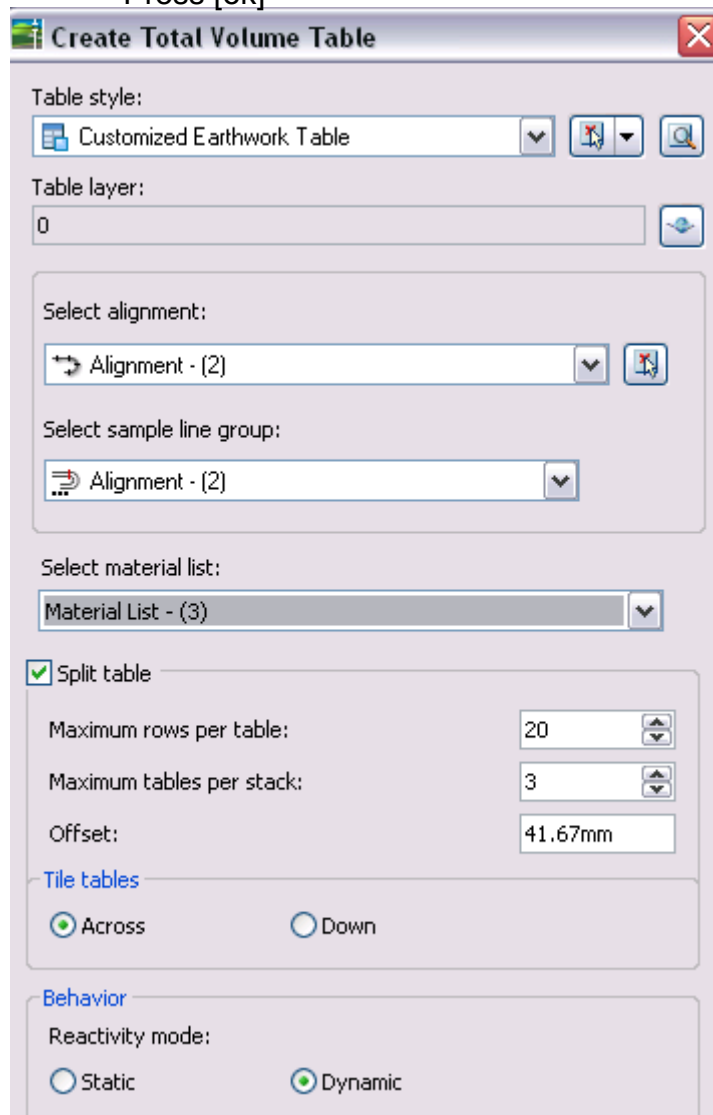 Press [ok]
Create Total Volume Table
Table style:
Customized Earthwork Table
Table layer:
0
Select alignment:
Alignment - (2)
Select sample line group:
Alignment - (2)
Select material list:
Material List - (3)
Split table
Maximum rows per table: 20
Maximum tables per stack: 3
Offset: 41.67mm
Tile tables
Across Down
Behavior
Reactivity mode:
Static Dynamic